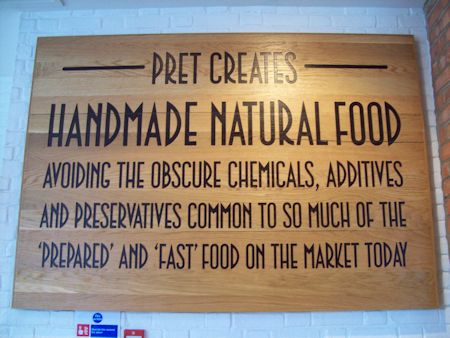 PRET CREATES
HANDMADE NATURAL FOOD
AVOIDING THE OBSCURE CHEMICALS, ADDITIVES
AND PRESERVATIVES COMMON TO SO MUCH OF THE
'PREPARED' AND 'FAST' FOOD ON THE MARKET TODAY